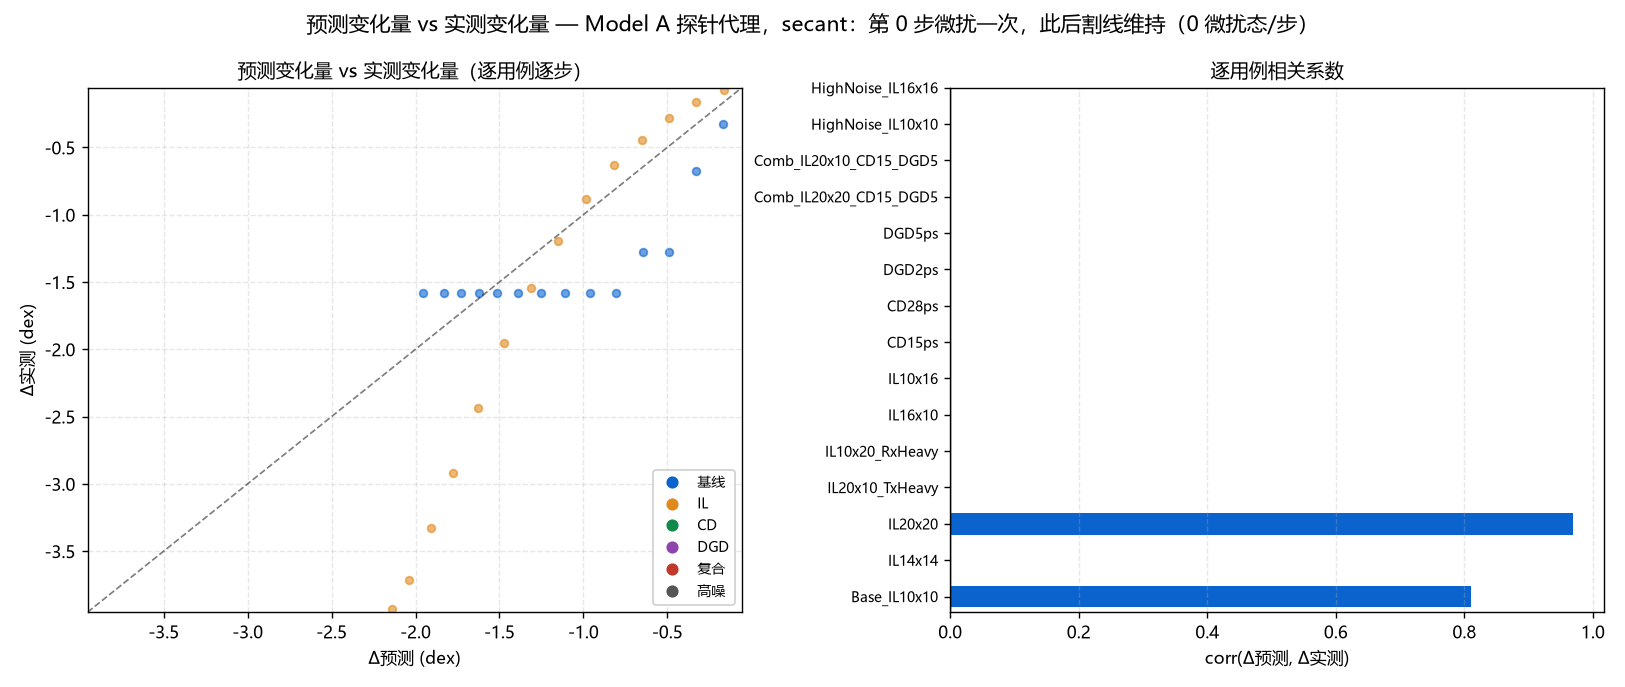 预测变化量 vs 实测变化量 — Model A 探针代理，secant：第 0 步微扰一次，此后割线维持（0 微扰态/步）
预测变化量 vs 实测变化量（逐用例逐步）
-0.5
-1.0
-1.5
-2.0
-2.5
-3.0
-3.5
Δ实测 (dex)
-3.5
-3.0
-2.5
-2.0
-1.5
-1.0
-0.5
Δ预测 (dex)
基线
IL
CD
DGD
复合
高噪
逐用例相关系数
HighNoise_IL16x16
HighNoise_IL10x10
Comb_IL20x10_CD15_DGD5
Comb_IL20x20_CD15_DGD5
DGD5ps
DGD2ps
CD28ps
CD15ps
IL10x16
IL16x10
IL10x20_RxHeavy
IL20x10_TxHeavy
IL20x20
IL14x14
Base_IL10x10
0.0
0.2
0.4
0.6
0.8
1.0
corr(Δ预测, Δ实测)